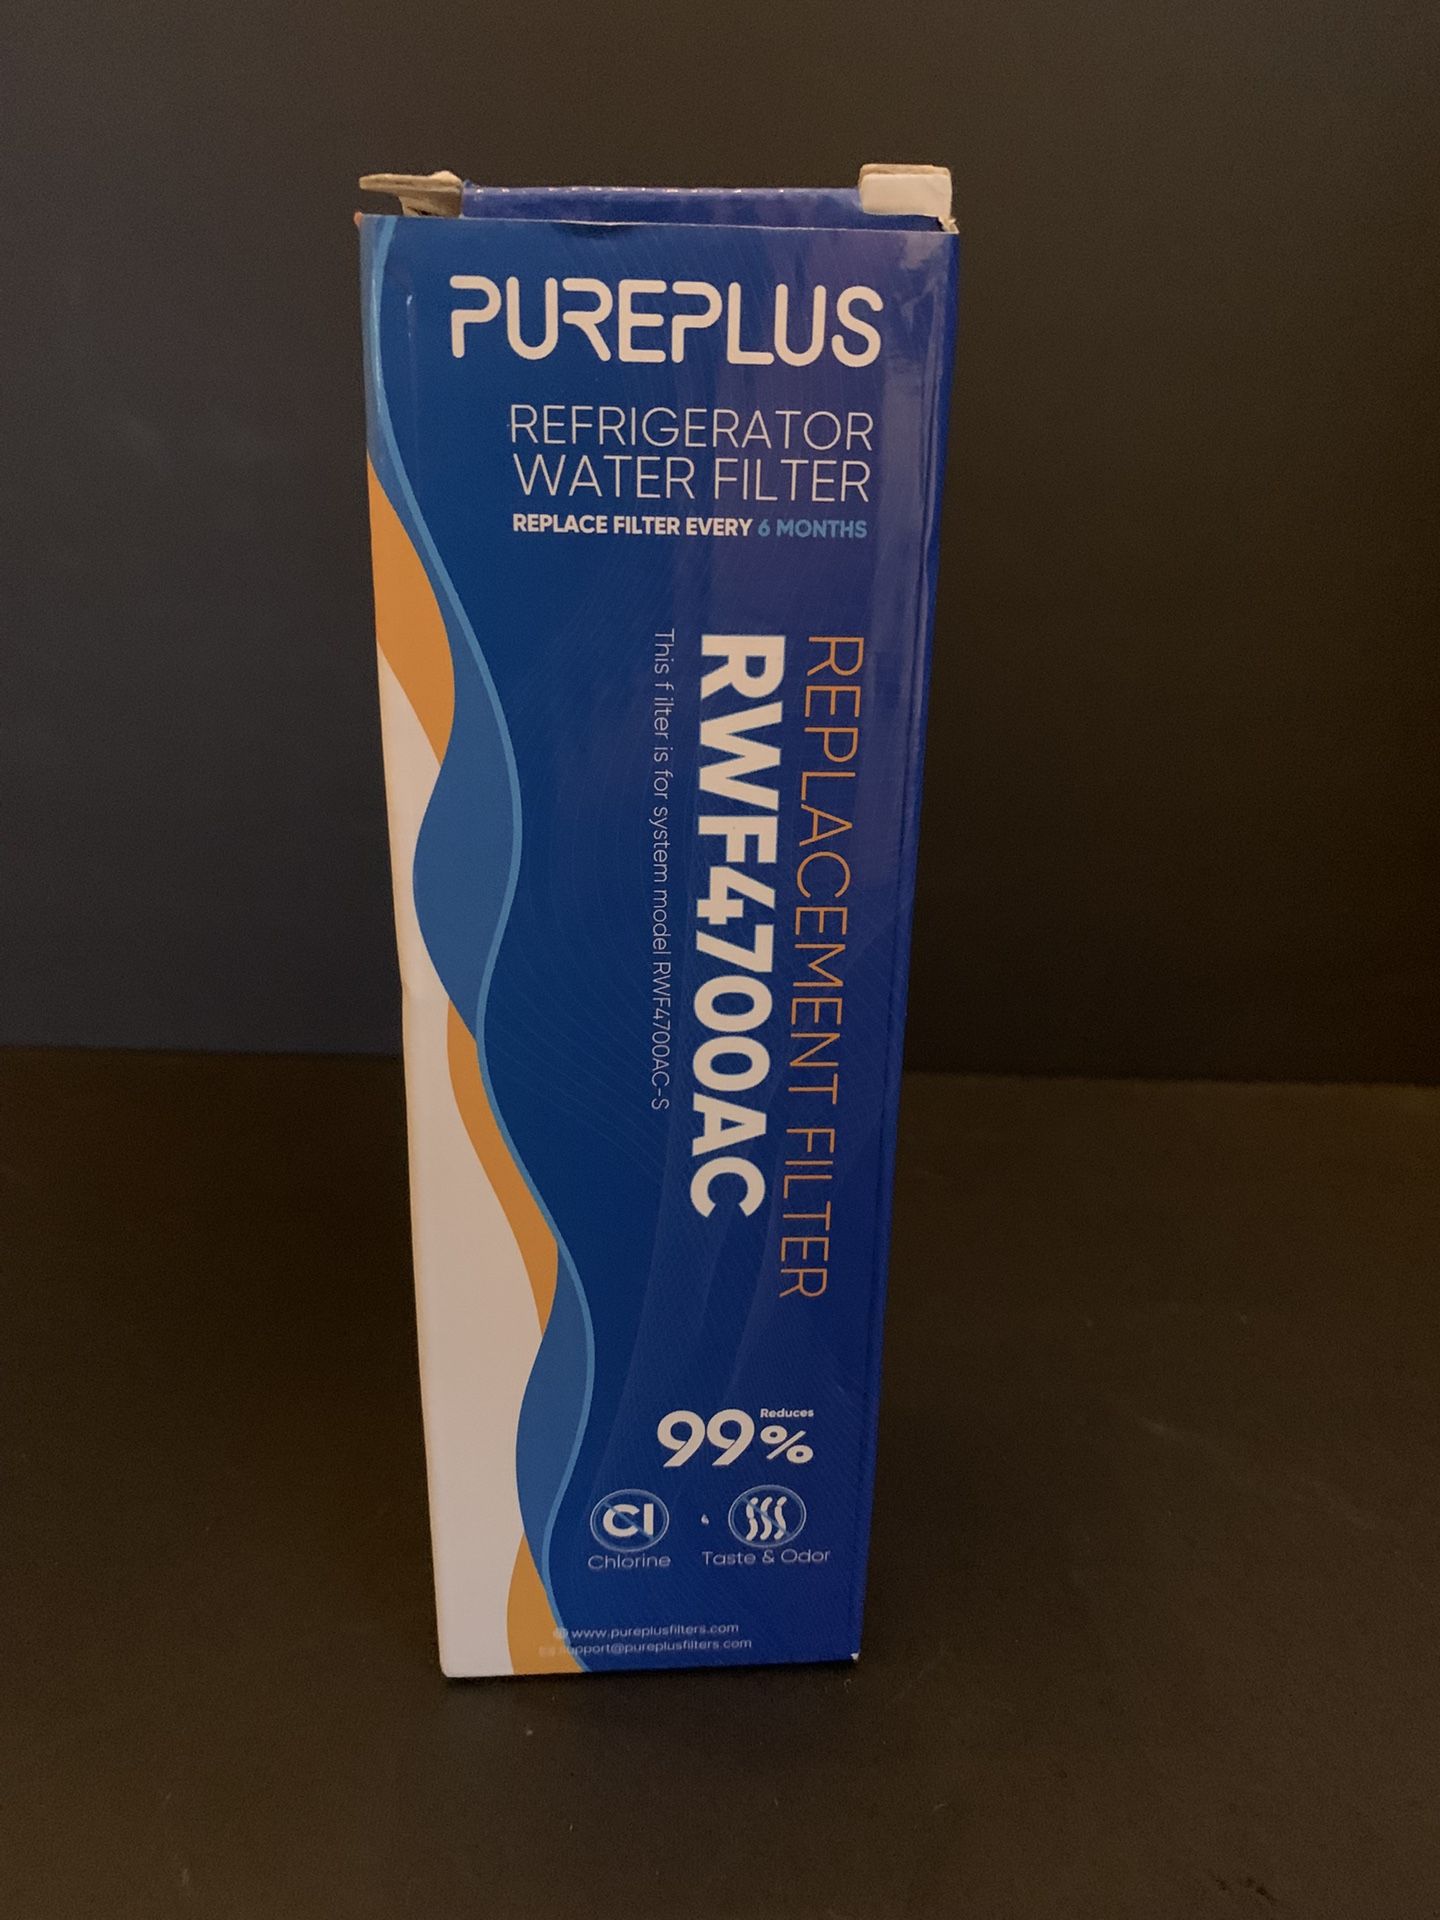 PUREPLUS
REFRIGERATOR
WATER FILTER
REPLACE FILTER EVERY 6 MONTHS
REPLACEMENT FILTER
RWF4700AC
This f ilter is for system model RWF4700AC-S
Reduces
99%
Cl
Chlorine
Taste & Odor
www.pureplusfilters.com
support@pureplusfilters.com